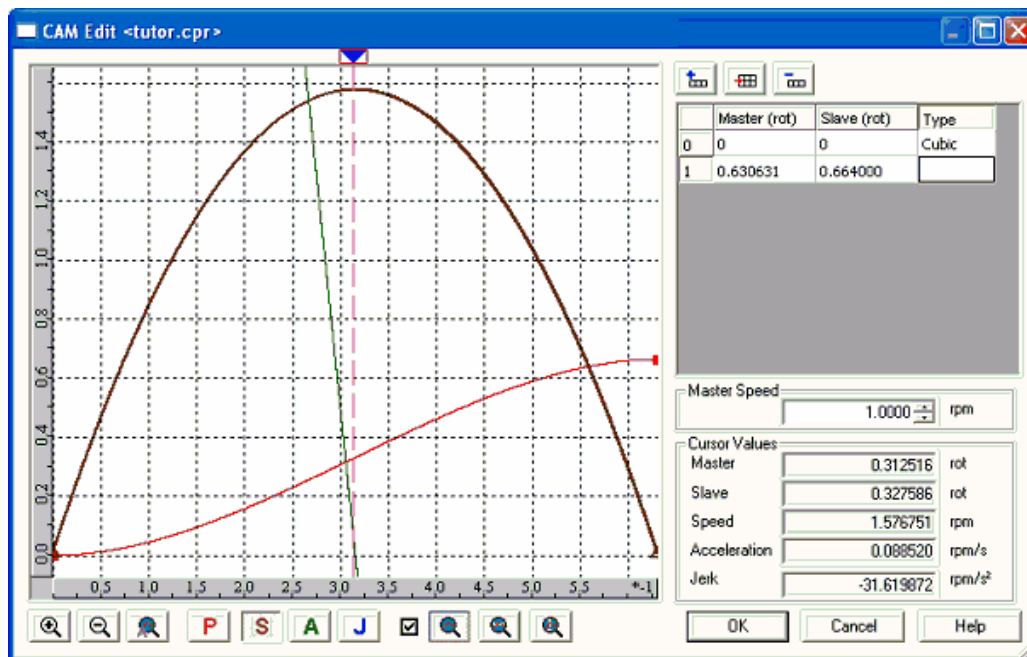 CAM Edit <tutor.cpr>
1,4
1,2
1,0
0,8
0,6
0,4
0,2
0,0
0,5 1,0 1,5 2,0 2,5 3,0 3,5 4,0 4,5 5,0 5,5 *-1
P S A J
Master (rot) Slave (rot) Type
0 0 0 Cubic
1 0.630631 0.664000
Master Speed
1.0000 rpm
Cursor Values
Master 0.312516 rot
Slave 0.327586 rot
Speed 1.576751 rpm
Acceleration 0.088520 rpm/s
Jerk -31.619872 rpm/s²
OK Cancel Help